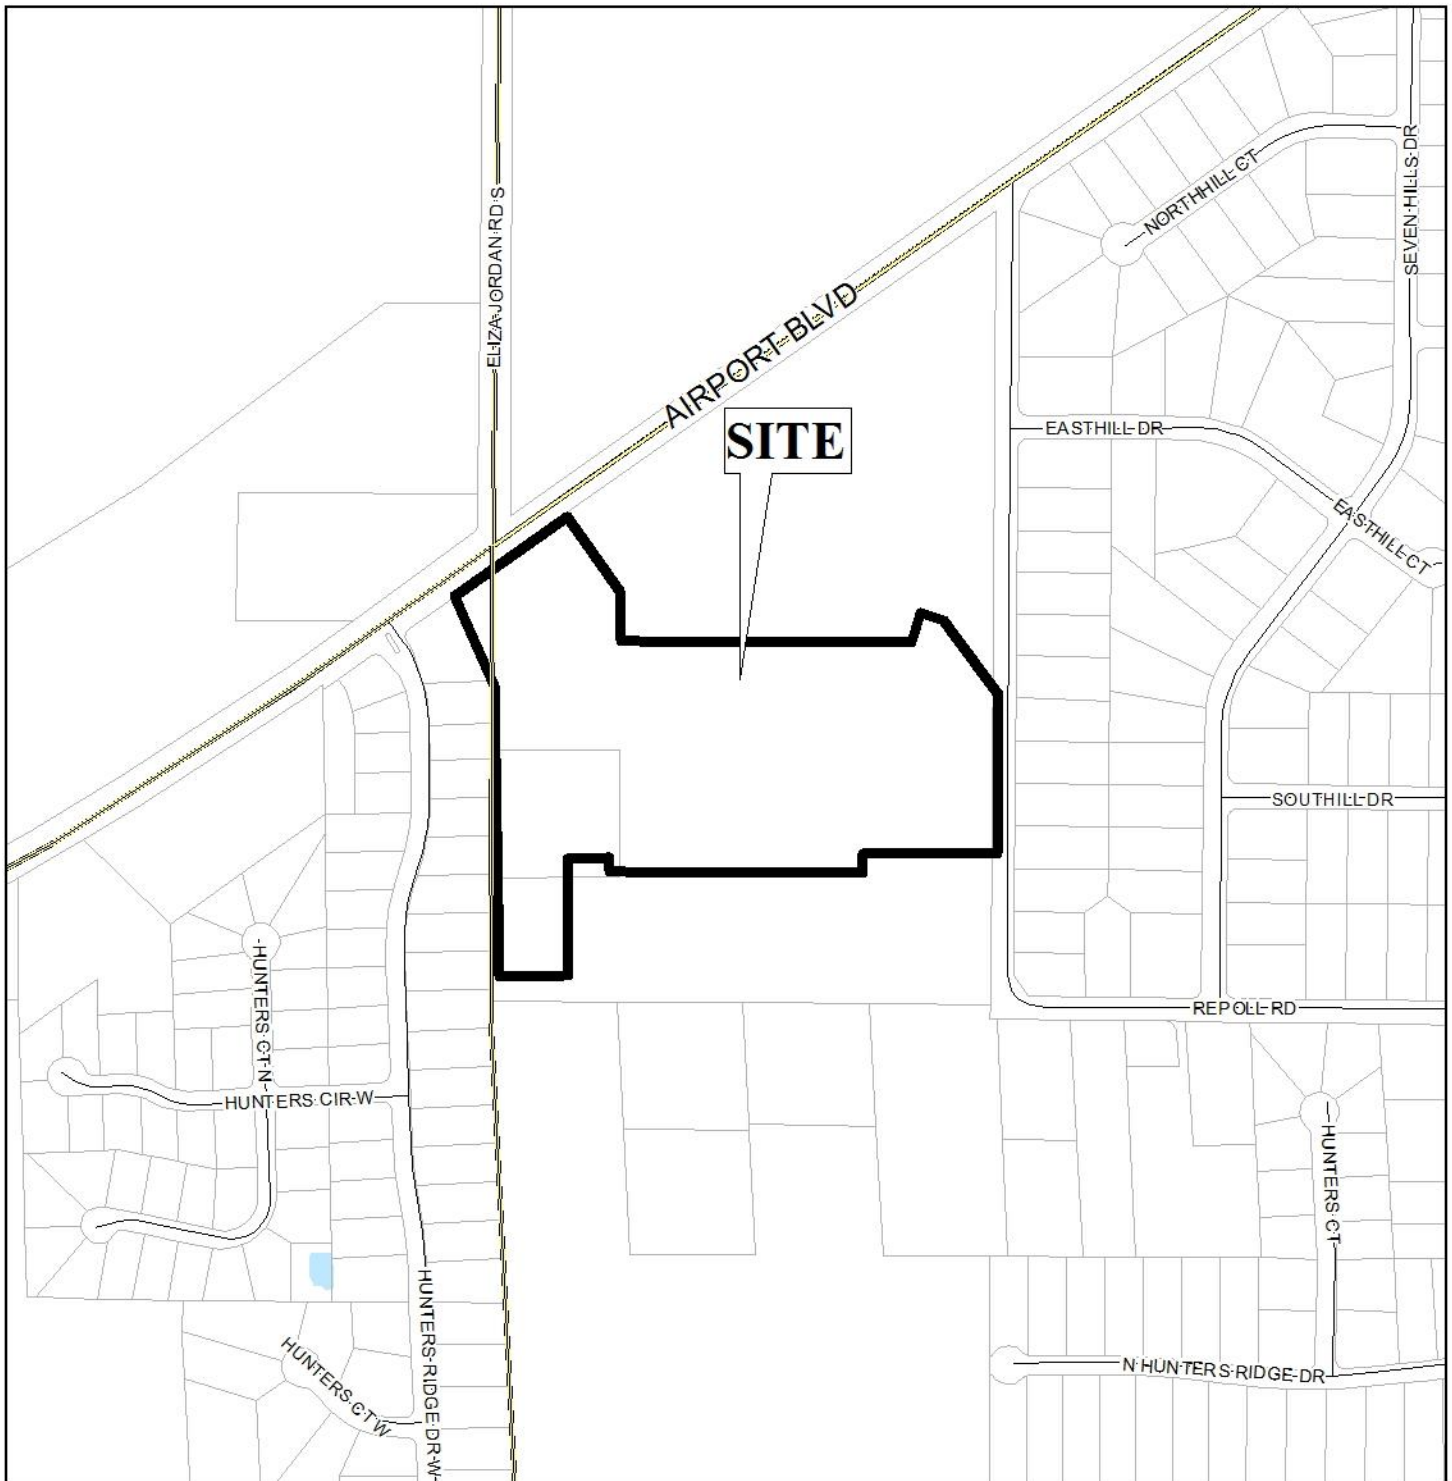 NORTHHILL CT
SEVEN HILLS DR
ELIZA JORDAN RD S
AIRPORT BLVD
SITE
EASTHILL DR
EASTHILL CT
SOUTHILL DR
REPOLL RD
HUNTERS CT N
HUNTERS CIR W
HUNTERS CT
HUNTERS RIDGE DR W
HUNTERS CT W
N HUNTERS RIDGE DR